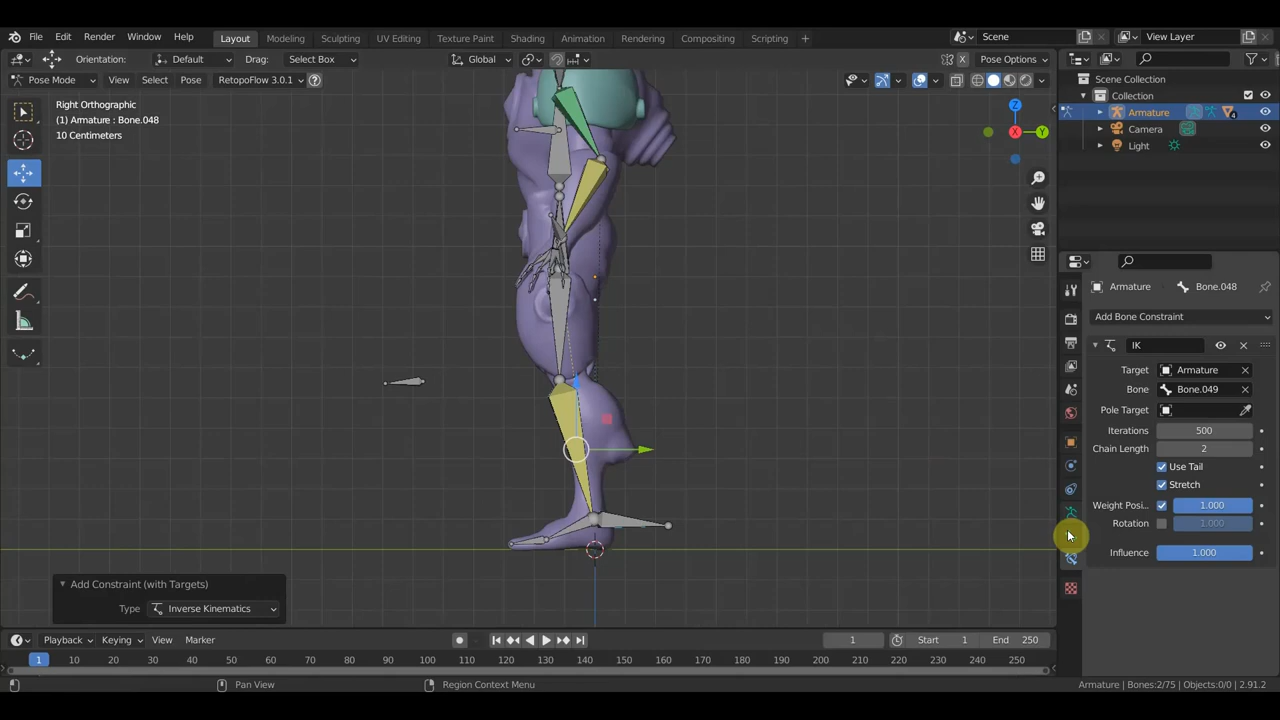 File Edit Render Window Help Layout Modeling Sculpting UV Editing Texture Paint Shading Animation Rendering Compositing Scripting + Scene View Layer
Orientation: Default Drag: Select Box Global Pose Options
Pose Mode View Select Pose RetopoFlow 3.0.1
Right Orthographic
(1) Armature : Bone.048
10 Centimeters
Z
Y
X
Scene Collection
Collection
Armature 4
Camera
Light
Armature Bone.048
Add Bone Constraint
IK
Target Armature
Bone Bone.049
Pole Target
Iterations 500
Chain Length 2
Use Tail
Stretch
Weight Posi... 1.000
Rotation 1.000
Influence 1.000
Add Constraint (with Targets)
Type Inverse Kinematics
Playback Keying View Marker 1 Start 1 End 250
1 10 20 30 40 50 60 70 80 90 100 110 120 130 140 150 160 170 180 190 200 210 220 230 240 250
Pan View Region Context Menu Armature | Bones:2/75 | Objects:0/0 | 2.91.2